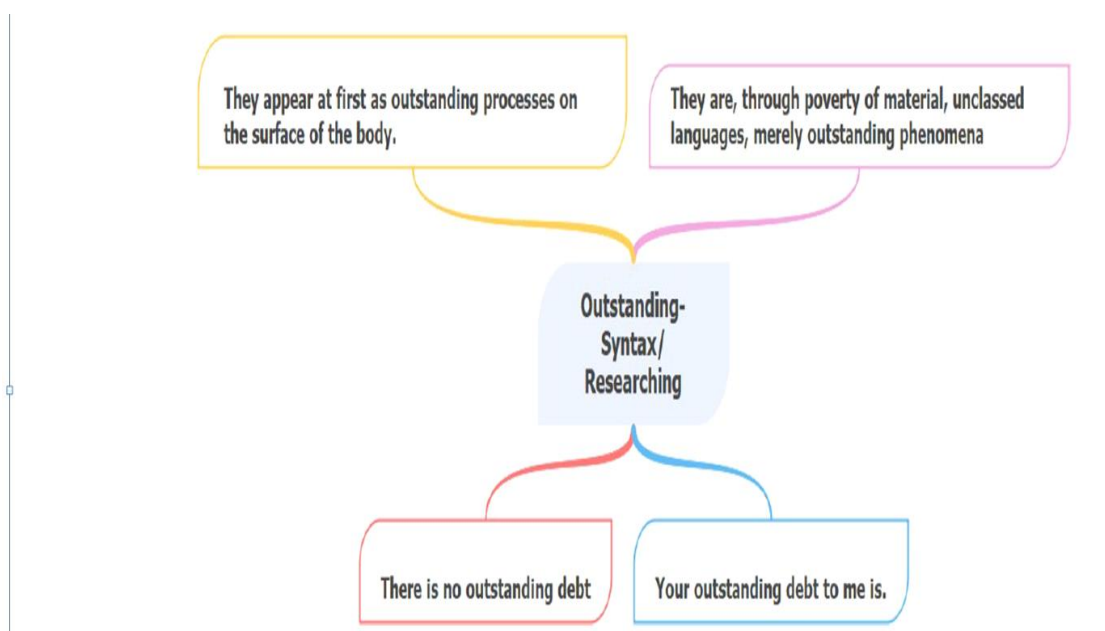 They appear at first as outstanding processes on
the surface of the body.
They are, through poverty of material, unclassed
languages, merely outstanding phenomena
Outstanding-
Syntax/
Researching
There is no outstanding debt
Your outstanding debt to me is.